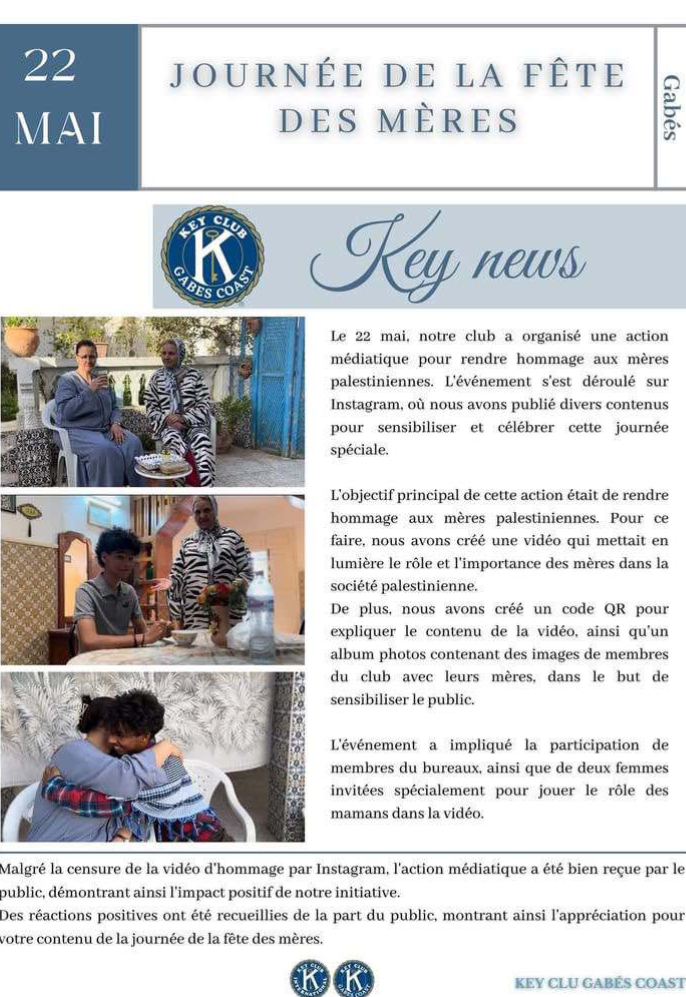 22
MAI
JOURNÉE DE LA FÊTE
DES MÈRES
Gabés
KEY CLUB
K
GABES COAST
Key news
Le 22 mai, notre club a organisé une action
médiatique pour rendre hommage aux mères
palestiniennes. L'événement s'est déroulé sur
Instagram, où nous avons publié divers contenus
pour sensibiliser et célébrer cette journée
spéciale.
L'objectif principal de cette action était de rendre
hommage aux mères palestiniennes. Pour ce
faire, nous avons créé une vidéo qui mettait en
lumière le rôle et l'importance des mères dans la
société palestinienne.
De plus, nous avons créé un code QR pour
expliquer le contenu de la vidéo, ainsi qu'un
album photos contenant des images de membres
du club avec leurs mères, dans le but de
sensibiliser le public.
L'événement a impliqué la participation de
membres du bureaux, ainsi que de deux femmes
invitées spécialement pour jouer le rôle des
mamans dans la vidéo.
Malgré la censure de la vidéo d'hommage par Instagram, l'action médiatique a été bien reçue par le
public, démontrant ainsi l'impact positif de notre initiative.
Des réactions positives ont été recueillies de la part du public, montrant ainsi l'appréciation pour
votre contenu de la journée de la fête des mères.
KEY CLUB
K
INTERNATIONAL
KEY CLUB
K
GABES COAST
KEY CLU GABÉS COAST